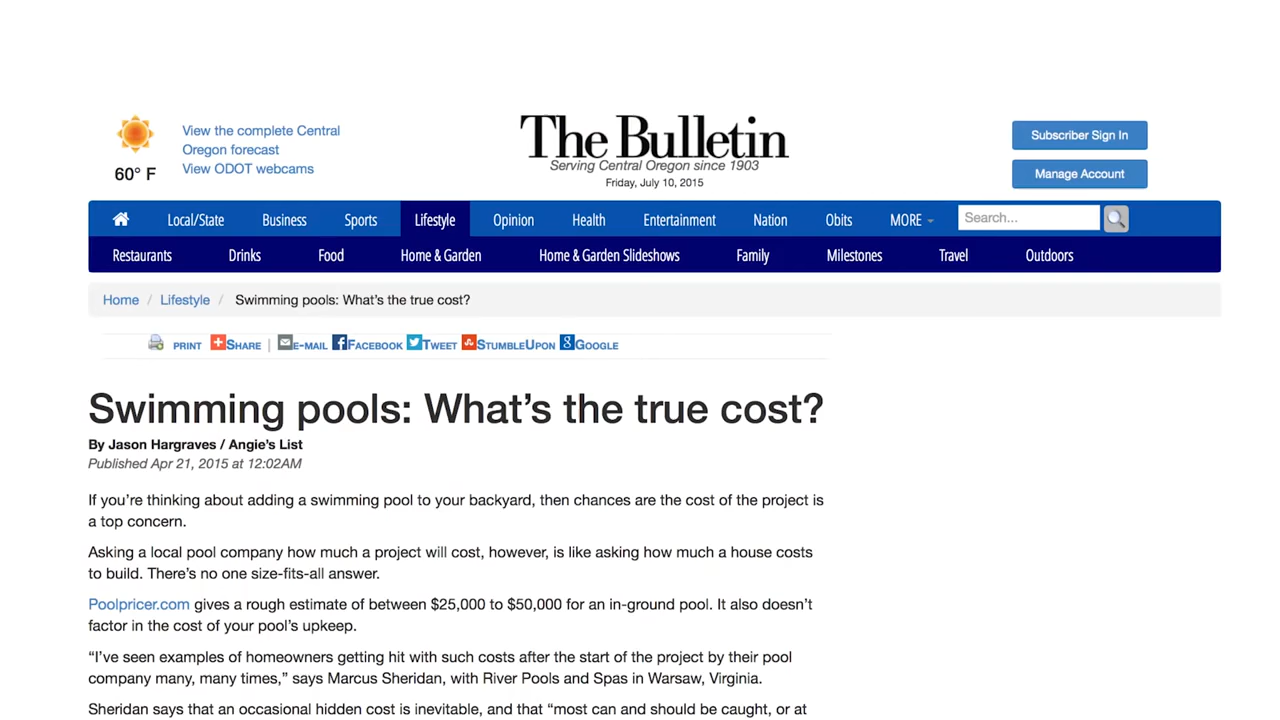 View the complete Central
Oregon forecast
View ODOT webcams
60° F
The Bulletin
Serving Central Oregon since 1903
Friday, July 10, 2015
Subscriber Sign In
Manage Account
Local/State Business Sports Lifestyle Opinion Health Entertainment Nation Obits MORE Search...
Restaurants Drinks Food Home & Garden Home & Garden Slideshows Family Milestones Travel Outdoors
Home / Lifestyle / Swimming pools: What’s the true cost?
PRINT SHARE | E-MAIL FACEBOOK TWEET STUMBLEUPON GOOGLE
Swimming pools: What’s the true cost?
By Jason Hargraves / Angie’s List
Published Apr 21, 2015 at 12:02AM
If you’re thinking about adding a swimming pool to your backyard, then chances are the cost of the project is
a top concern.
Asking a local pool company how much a project will cost, however, is like asking how much a house costs
to build. There’s no one size-fits-all answer.
Poolpricer.com gives a rough estimate of between $25,000 to $50,000 for an in-ground pool. It also doesn’t
factor in the cost of your pool’s upkeep.
“I’ve seen examples of homeowners getting hit with such costs after the start of the project by their pool
company many, many times,” says Marcus Sheridan, with River Pools and Spas in Warsaw, Virginia.
Sheridan says that an occasional hidden cost is inevitable, and that “most can and should be caught, or at